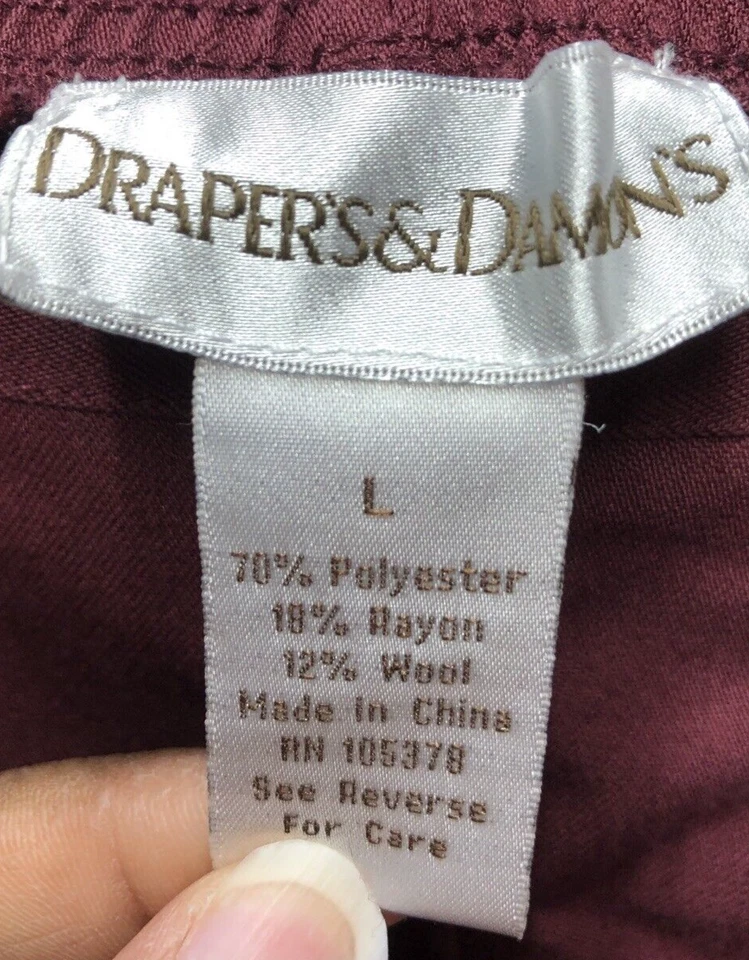 DRAPER'S & DAMON'S
L
70% Polyester
18% Rayon
12% Wool
Made in China
RN 105378
See Reverse
For Care